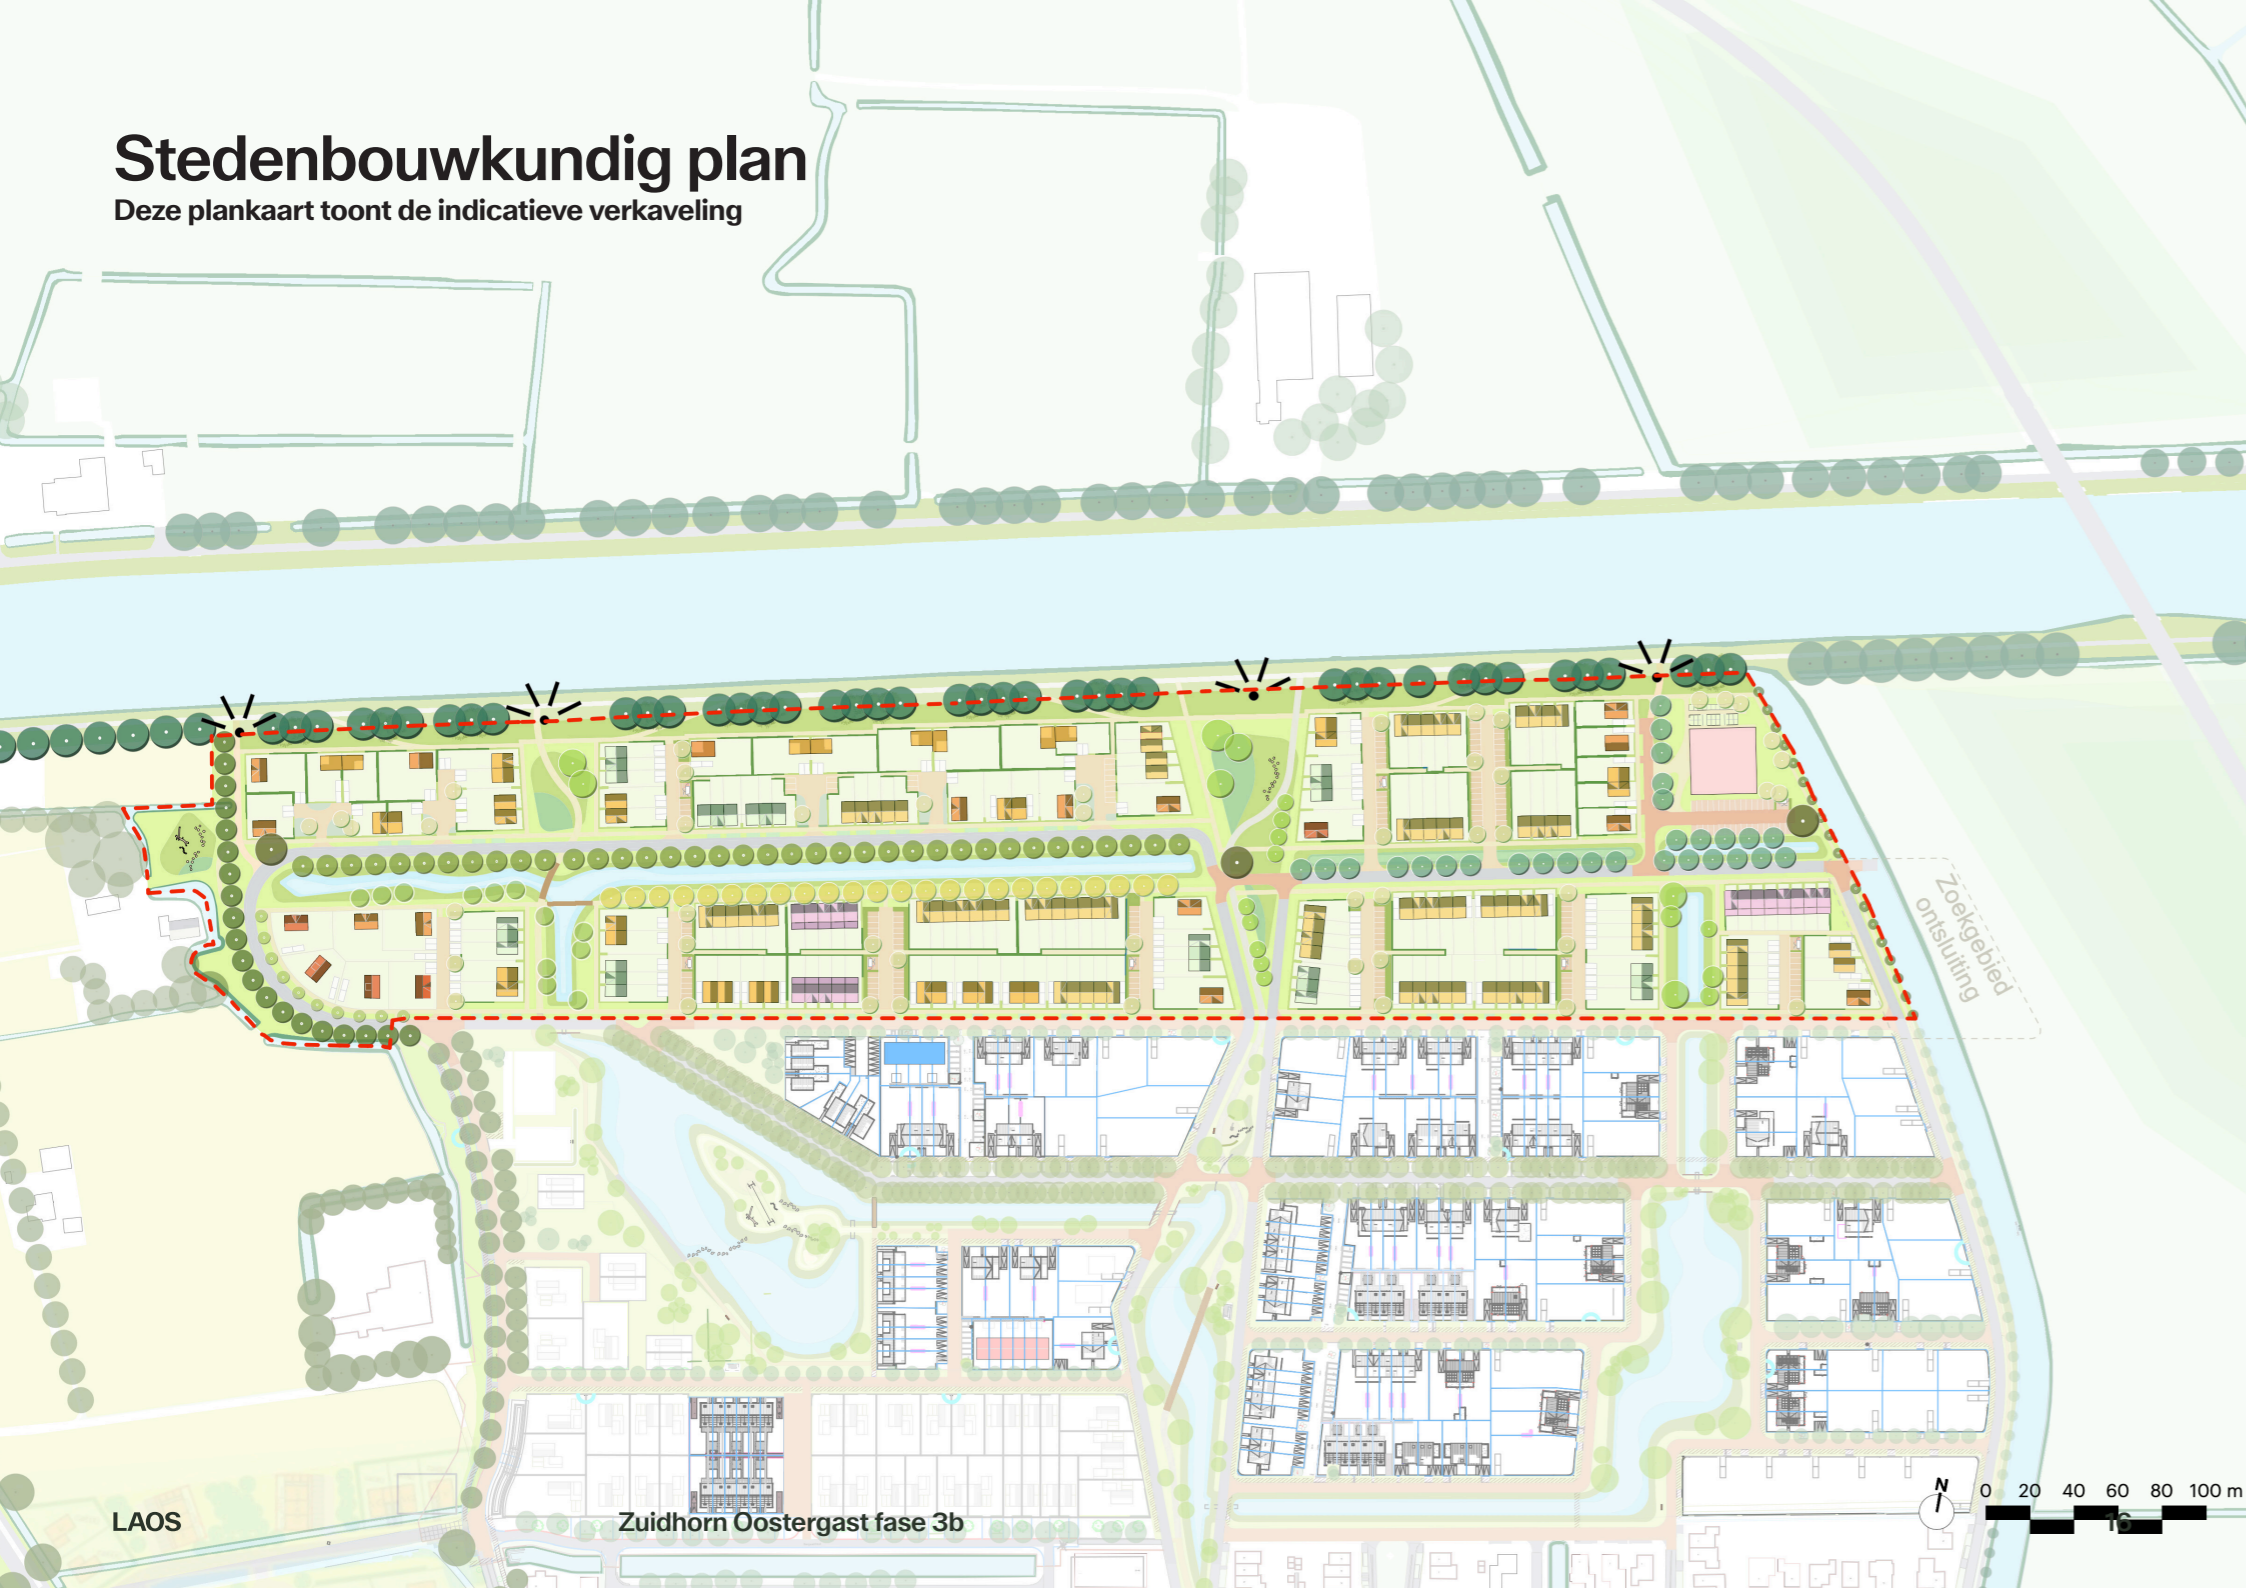 Stedenbouwkundig plan
Deze plankaart toont de indicatieve verkaveling
Zoekgebied
ontsluiting
N
0 20 40 60 80 100 m
LAOS
Zuidhorn Oostergast fase 3b
16